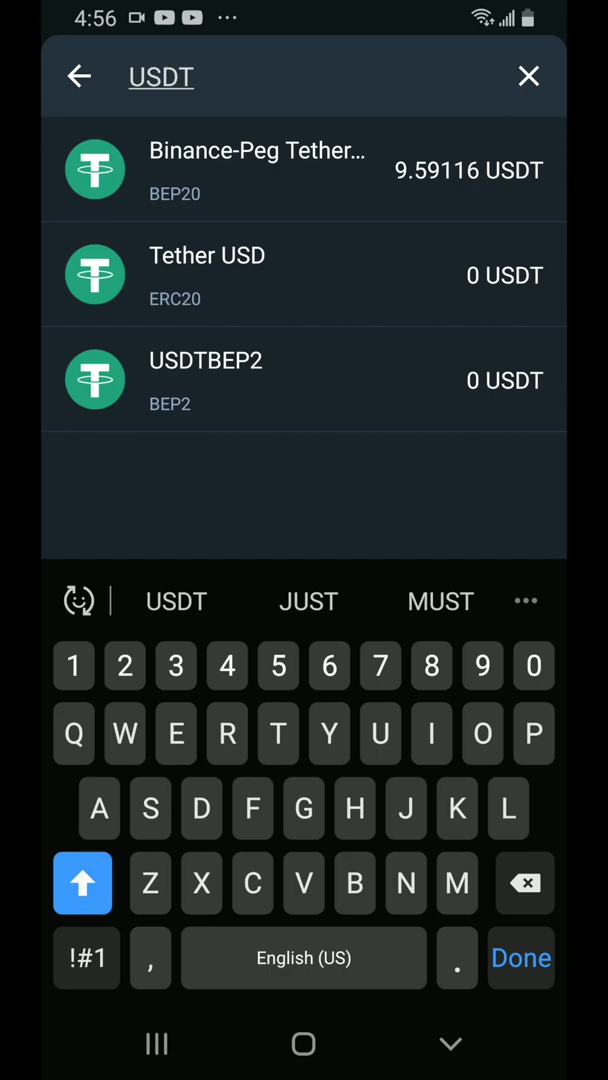 4:56
USDT
Binance-Peg Tether...
9.59116 USDT
BEP20
Tether USD
0 USDT
ERC20
USDTBEP2
0 USDT
BEP2
USDT JUST MUST
1 2 3 4 5 6 7 8 9 0
Q W E R T Y U I O P
A S D F G H J K L
Z X C V B N M
!#1 , English (US) . Done